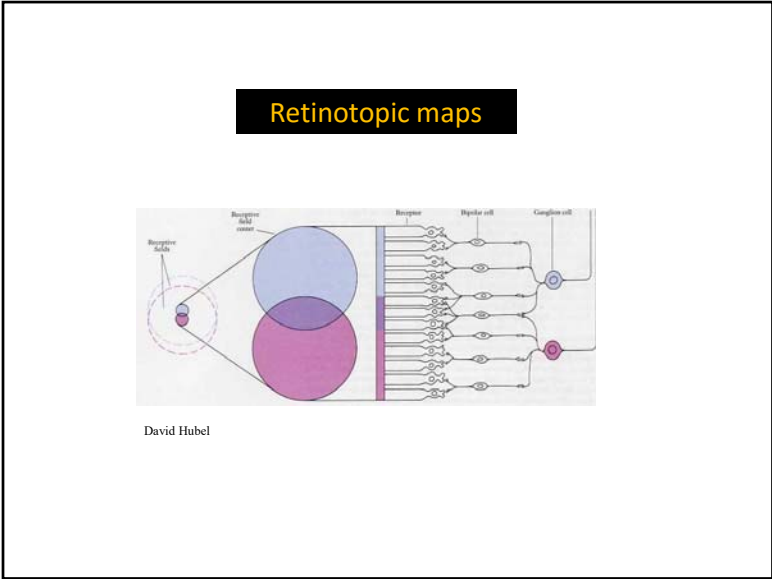 Retinotopic maps
Receptive
field
center
Receptor
Bipolar cell
Ganglion cell
Receptive
fields
David Hubel